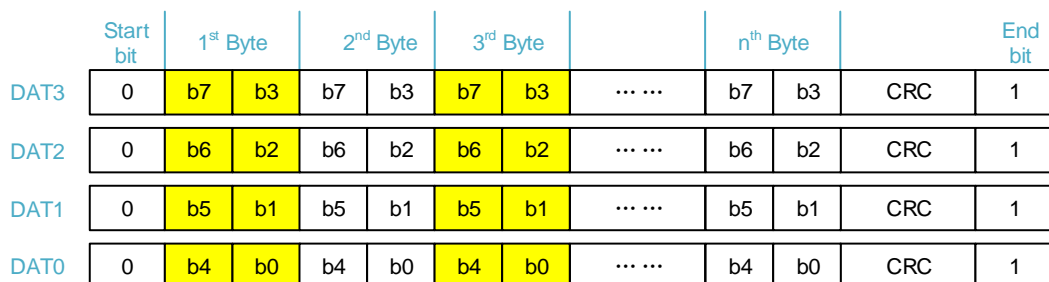 Start bit 1st Byte 2nd Byte 3rd Byte nth Byte End bit
DAT3 0 b7 b3 b7 b3 b7 b3 ... ... b7 b3 CRC 1
DAT2 0 b6 b2 b6 b2 b6 b2 ... ... b6 b2 CRC 1
DAT1 0 b5 b1 b5 b1 b5 b1 ... ... b5 b1 CRC 1
DAT0 0 b4 b0 b4 b0 b4 b0 ... ... b4 b0 CRC 1